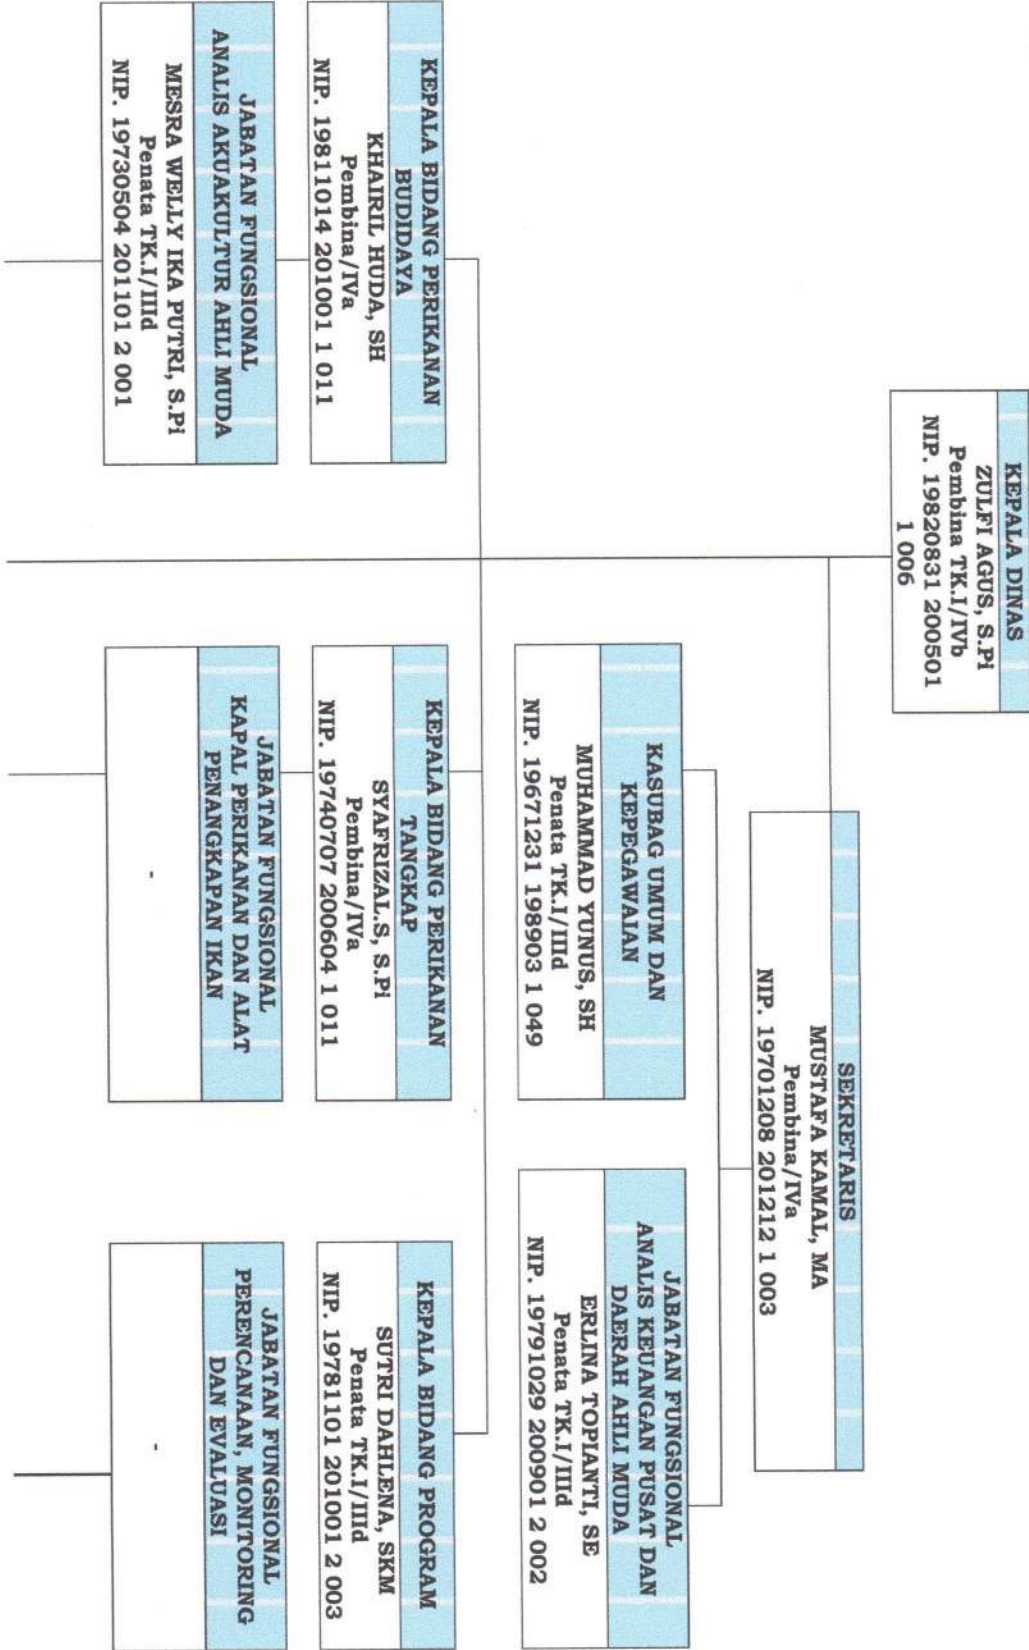 KEPALA DINAS
ZULFI AGUS, S.Pi
Pembina TK.I/IVb
NIP. 19820831 200501
1 006
SEKRETARIS
MUSTAFA KAMAL, MA
Pembina/IVa
NIP. 19701208 201212 1 003
KASUBAG UMUM DAN
KEPEGAWAIAN
MUHAMMAD YUNUS, SH
Penata TK.I/IIId
NIP. 19671231 198903 1 049
JABATAN FUNGSIONAL
ANALIS KEUANGAN PUSAT DAN
DAERAH AHLI MUDA
ERLINA TOPIANTI, SE
Penata TK.I/IIId
NIP. 19791029 200901 2 002
KEPALA BIDANG PERIKANAN
BUDIDAYA
KHAIRIL HUDA, SH
Pembina/IVa
NIP. 19811014 201001 1 011
KEPALA BIDANG PERIKANAN
TANGKAP
SYAFRIZAL.S, S.Pi
Pembina/IVa
NIP. 19740707 200604 1 011
KEPALA BIDANG PROGRAM
SUTRI DAHLENA, SKM
Penata TK.I/IIId
NIP. 19781101 201001 2 003
JABATAN FUNGSIONAL
ANALIS AKUAKULTUR AHLI MUDA
MESRA WELLY IKA PUTRI, S.Pi
Penata TK.I/IIId
NIP. 19730504 201101 2 001
JABATAN FUNGSIONAL
KAPAL PERIKANAN DAN ALAT
PENANGKAPAN IKAN
-
JABATAN FUNGSIONAL
PERENCANAAN, MONITORING
DAN EVALUASI
-